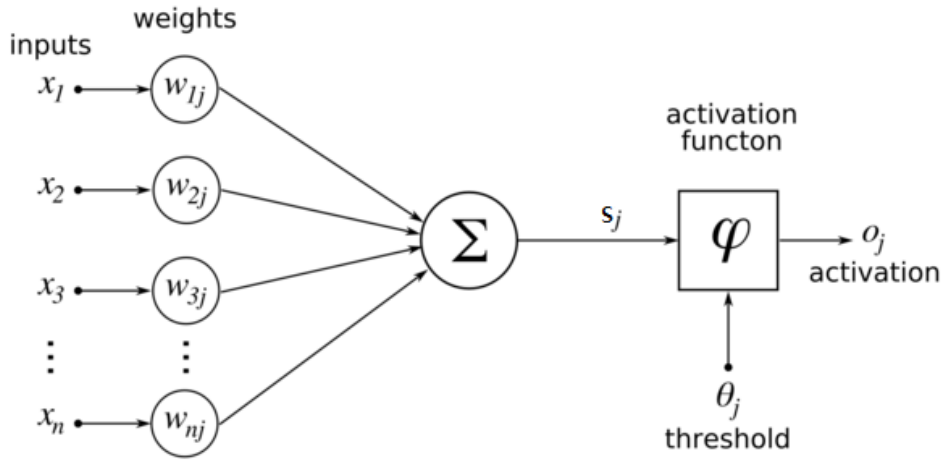 weights
inputs
x1
w1j
activation
functon
x2
w2j
Σ
sj
φ
oj
activation
x3
w3j
⋮ ⋮
θj
threshold
xn
wnj